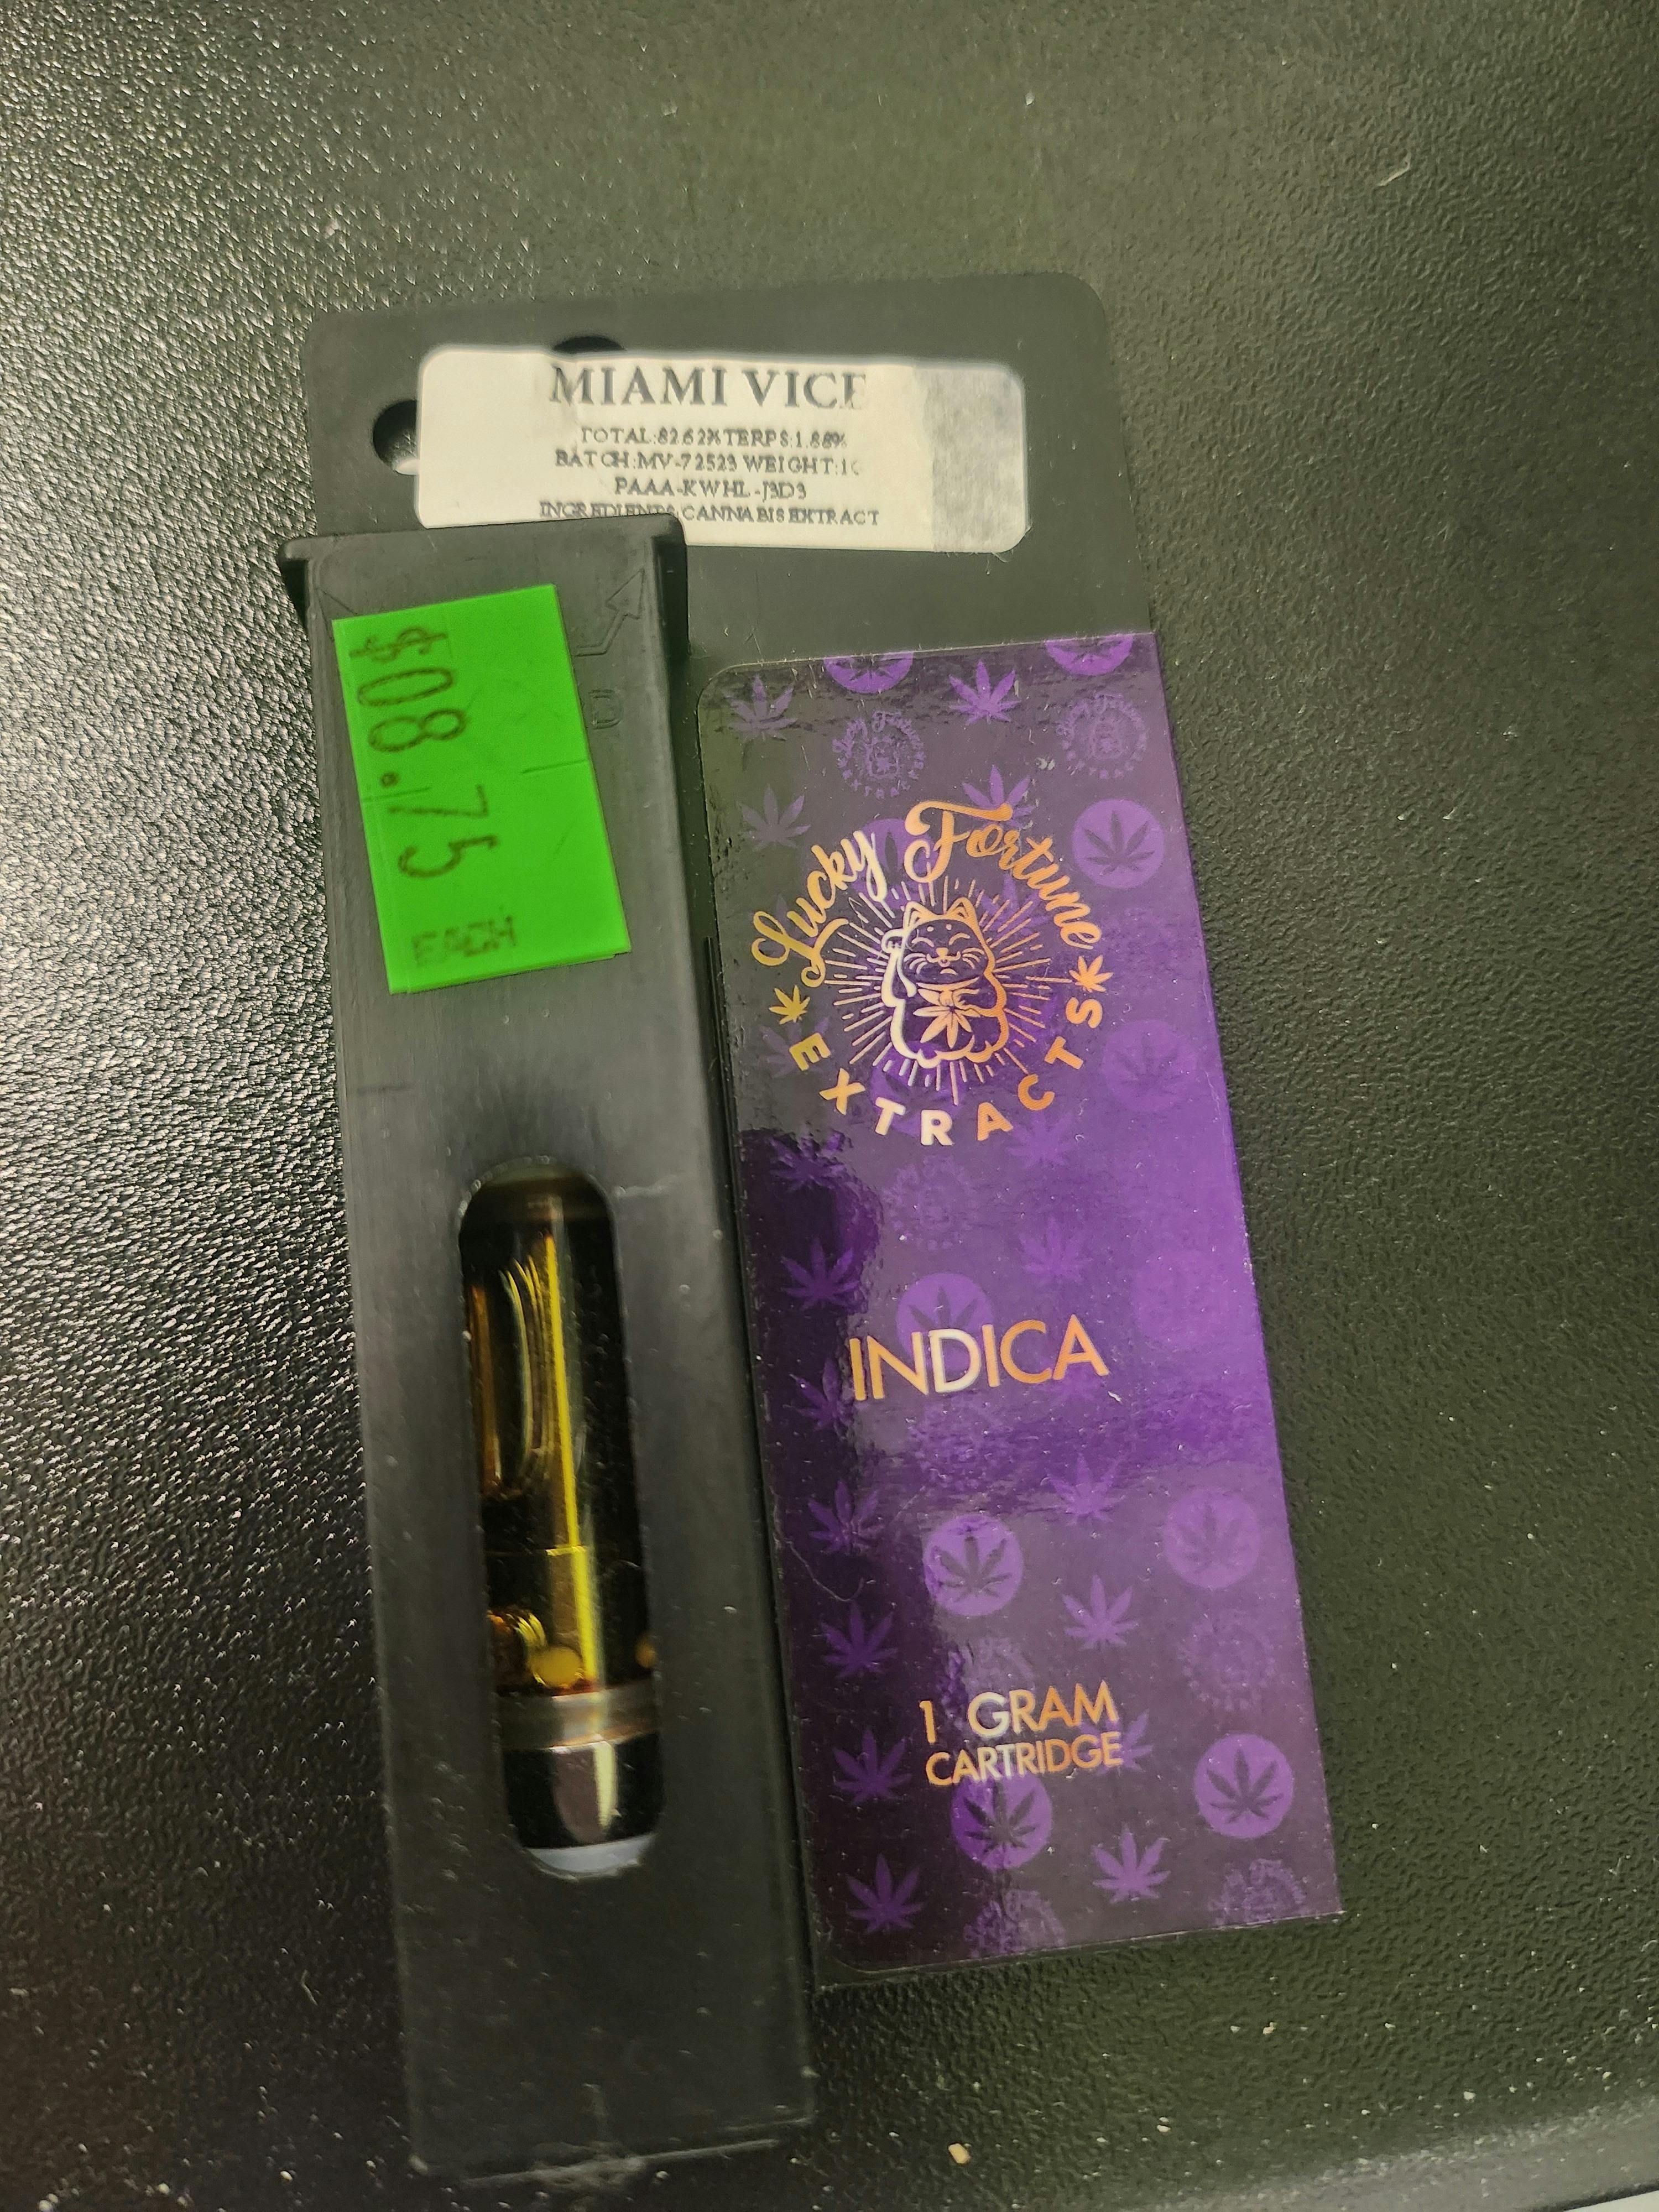 MIAMI VICE
TOTAL:82.62% TERPS:1.88%
BATCH:MV-72523 WEIGHT:1
PAAA-KWHL-J3D3
INGREDIENTS:CANNABIS EXTRACT
$08.75
EACH
Lucky Fortune
EXTRACTS
INDICA
1 GRAM
CARTRIDGE